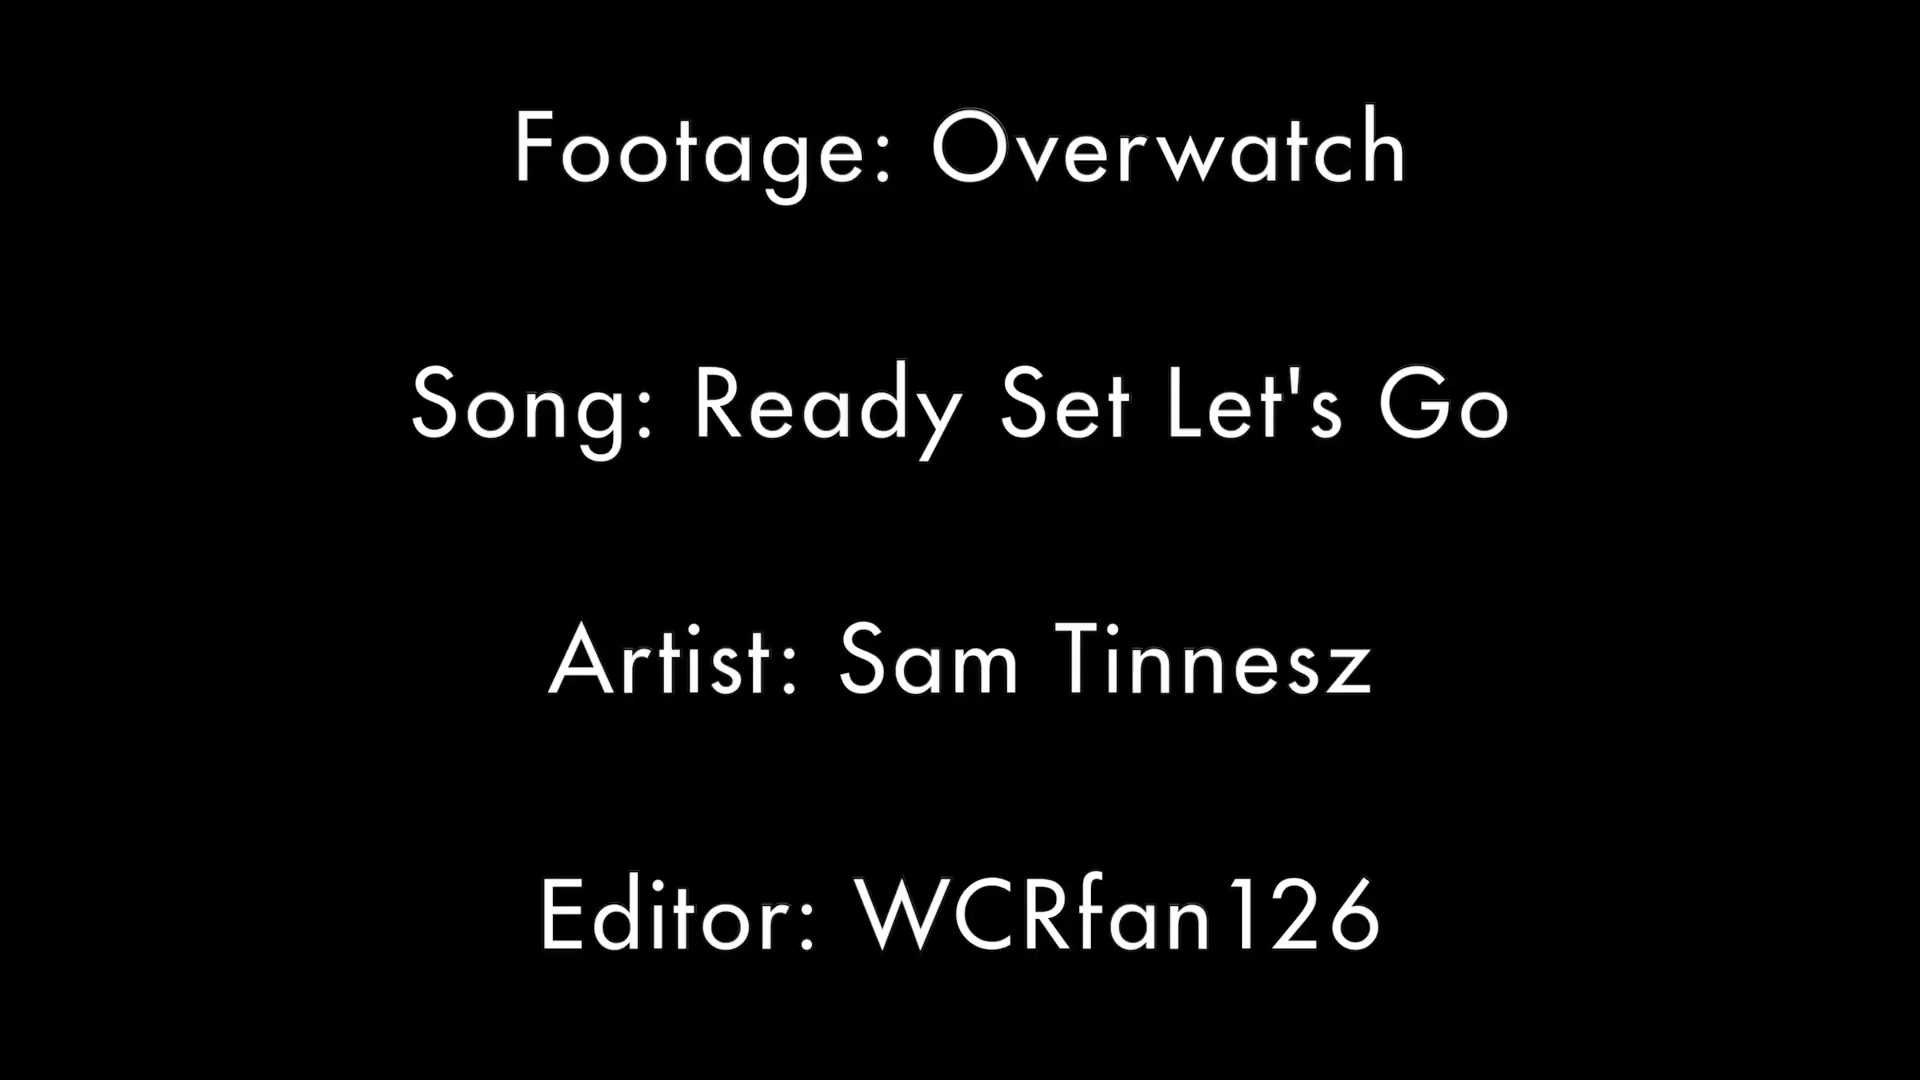 Footage: Overwatch
Song: Ready Set Let's Go
Artist: Sam Tinnesz
Editor: WCRfan126